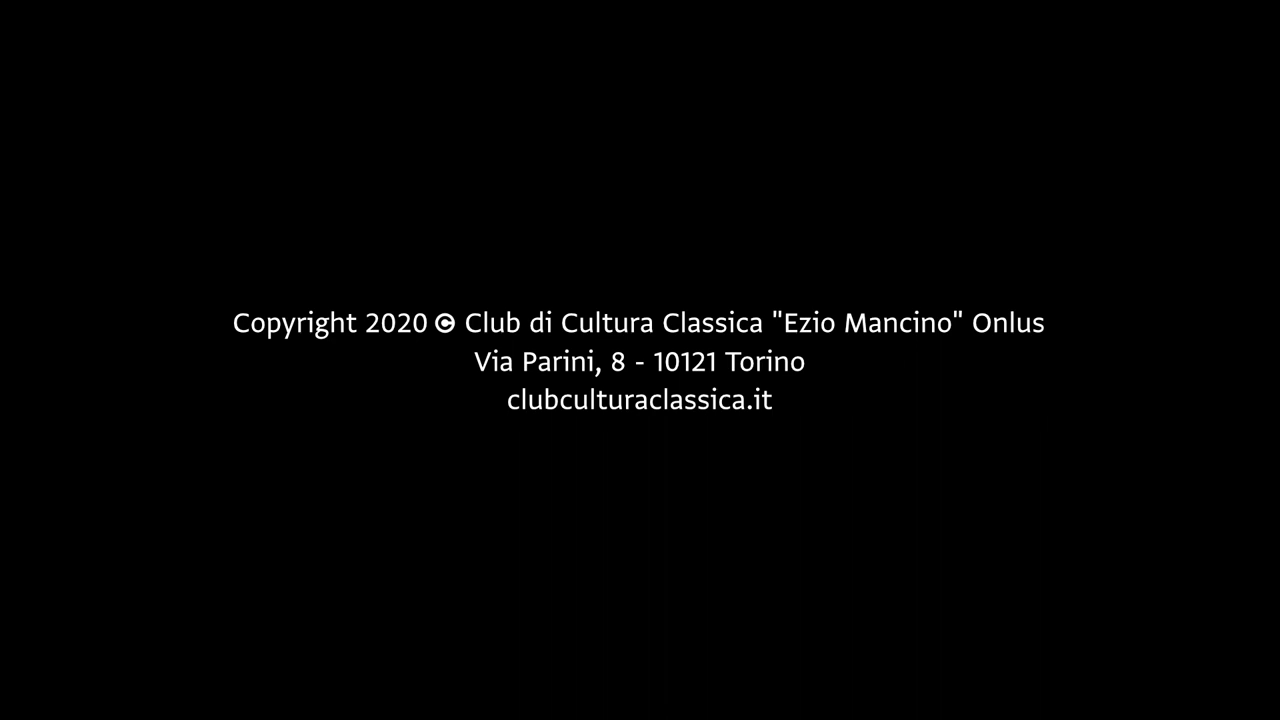 Copyright 2020 © Club di Cultura Classica "Ezio Mancino" Onlus
Via Parini, 8 - 10121 Torino
clubculturaclassica.it